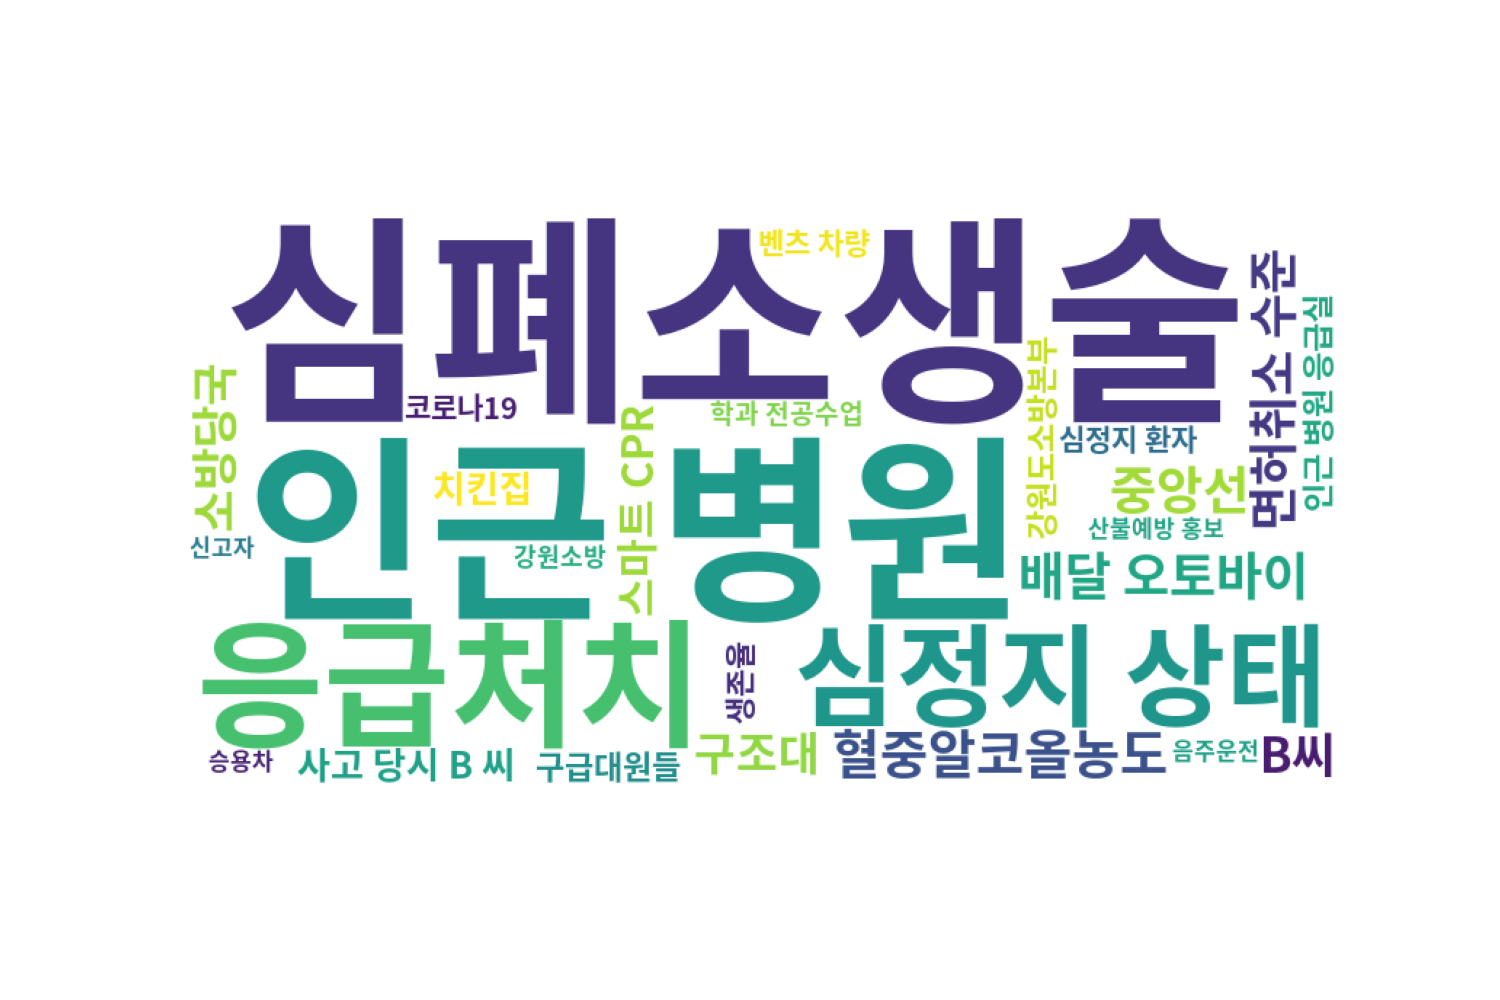 심폐소생술
벤츠 차량
면허취소 수준
인근 병원 응급실
소방당국
코로나19
스마트 CPR
학과 전공수업
강원도소방본부
심정지 환자
인근 병원
치킨집
중앙선
산불예방 홍보
신고자
강원소방
배달 오토바이
응급처치
생존율
심정지 상태
승용차
사고 당시 B 씨
구급대원들
구조대
혈중알코올농도
음주운전
B씨